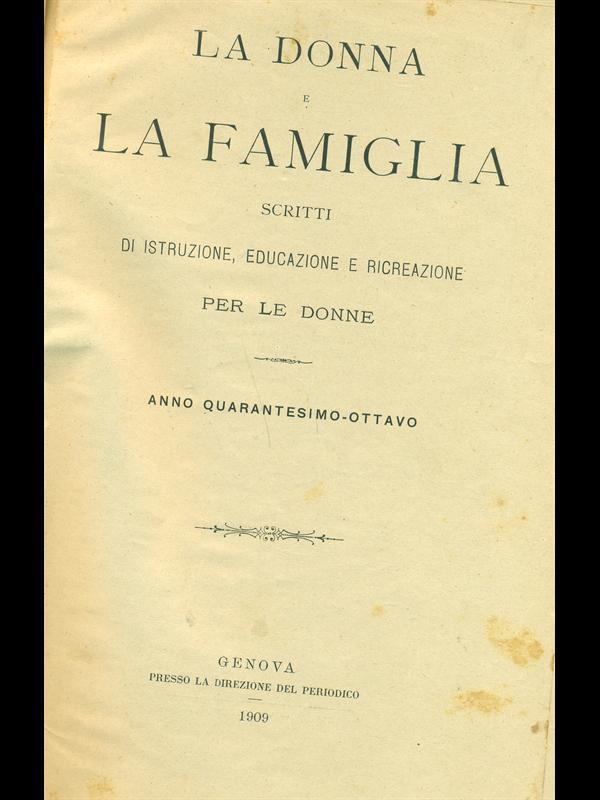 LA DONNA
E
LA FAMIGLIA
SCRITTI
DI ISTRUZIONE, EDUCAZIONE E RICREAZIONE
PER LE DONNE
ANNO QUARANTESIMO-OTTAVO
GENOVA
PRESSO LA DIREZIONE DEL PERIODICO
1909